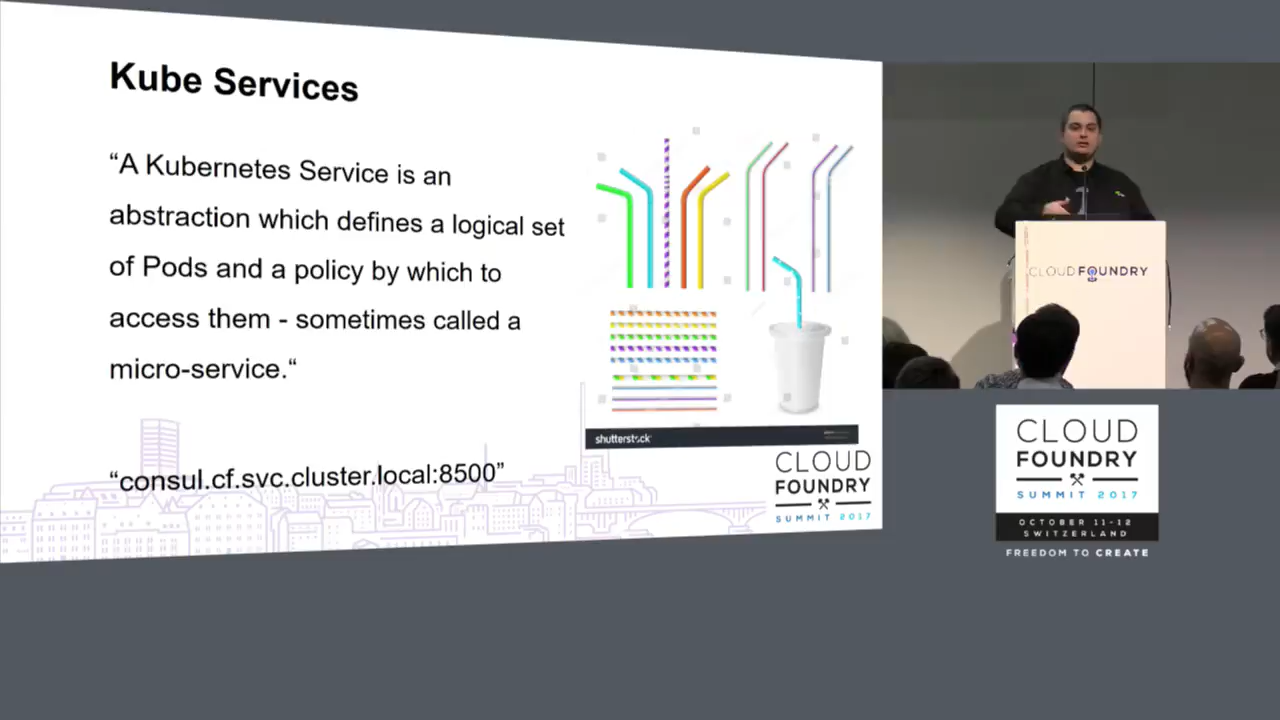 Kube Services
“A Kubernetes Service is an
abstraction which defines a logical set
of Pods and a policy by which to
access them - sometimes called a
micro-service.“
“consul.cf.svc.cluster.local:8500”
shutterstock
CLOUD
FOUNDRY
SUMMIT 2017
CLOUD FOUNDRY
CLOUD
FOUNDRY
SUMMIT 2017
OCTOBER 11-12
SWITZERLAND
FREEDOM TO CREATE